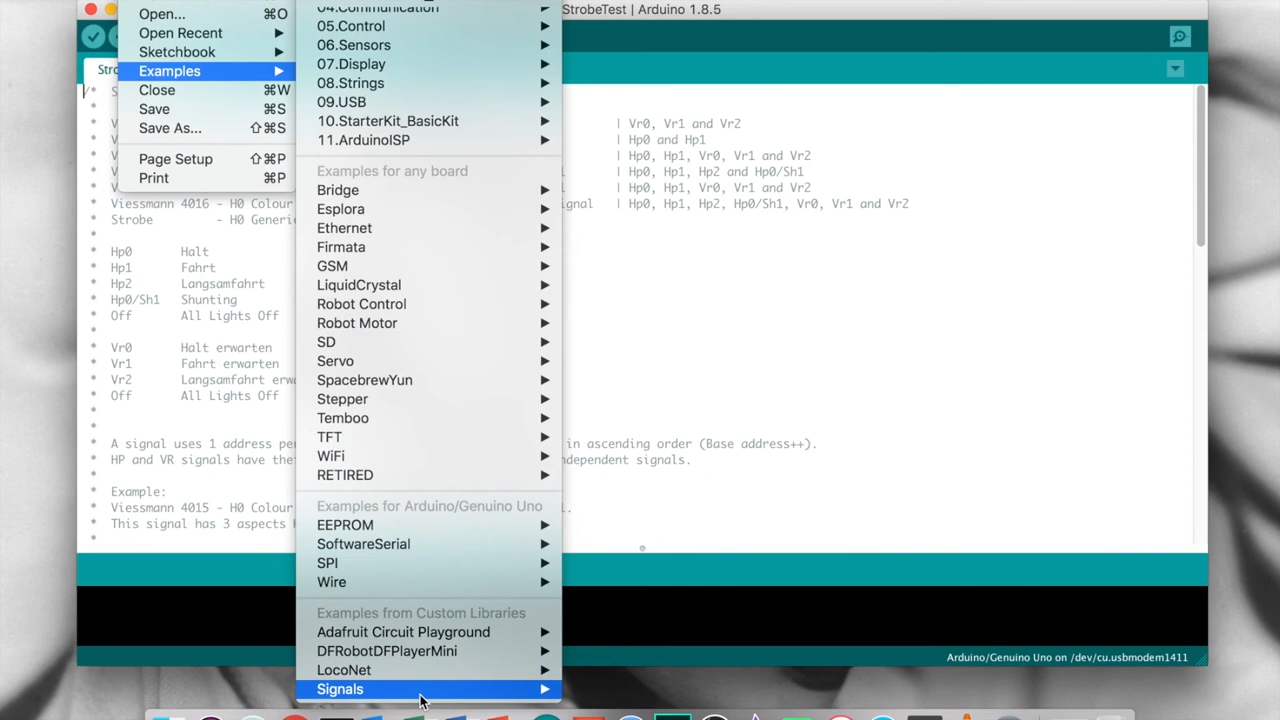 StrobeTest | Arduino 1.8.5
Open... ⌘O
Open Recent
Sketchbook
Examples
Close ⌘W
Save ⌘S
Save As... ⇧⌘S
Page Setup ⇧⌘P
Print ⌘P
04.Communication
05.Control
06.Sensors
07.Display
08.Strings
09.USB
10.StarterKit_BasicKit
11.ArduinoISP
Examples for any board
Bridge
Esplora
Ethernet
Firmata
GSM
LiquidCrystal
Robot Control
Robot Motor
SD
Servo
SpacebrewYun
Stepper
Temboo
TFT
WiFi
RETIRED
Examples for Arduino/Genuino Uno
EEPROM
SoftwareSerial
SPI
Wire
Examples from Custom Libraries
Adafruit Circuit Playground
DFRobotDFPlayerMini
LocoNet
Signals
| Vr0, Vr1 and Vr2
| Hp0 and Hp1
| Hp0, Hp1, Vr0, Vr1 and Vr2
| Hp0, Hp1, Hp2 and Hp0/Sh1
| Hp0, Hp1, Vr0, Vr1 and Vr2
* Viessmann 4016 - H0 Colour
| Hp0, Hp1, Hp2, Hp0/Sh1, Vr0, Vr1 and Vr2
* Strobe - H0
*
* Hp0 Halt
* Hp1 Fahrt
* Hp2 Langsamfahrt
* Hp0/Sh1 Shunting
* Off All Lights Off
*
* Vr0 Halt erwarten
* Vr1 Fahrt erwarten
* Vr2 Langsamfahrt
* Off All Lights Off
*
*
* A signal uses 1 address
in ascending order (Base address++).
* HP and VR signals have
signals.
*
* Example:
* Viessmann 4015 - H0 Colour
* This signal has 3 aspects
*
Arduino/Genuino Uno on /dev/cu.usbmodem1411